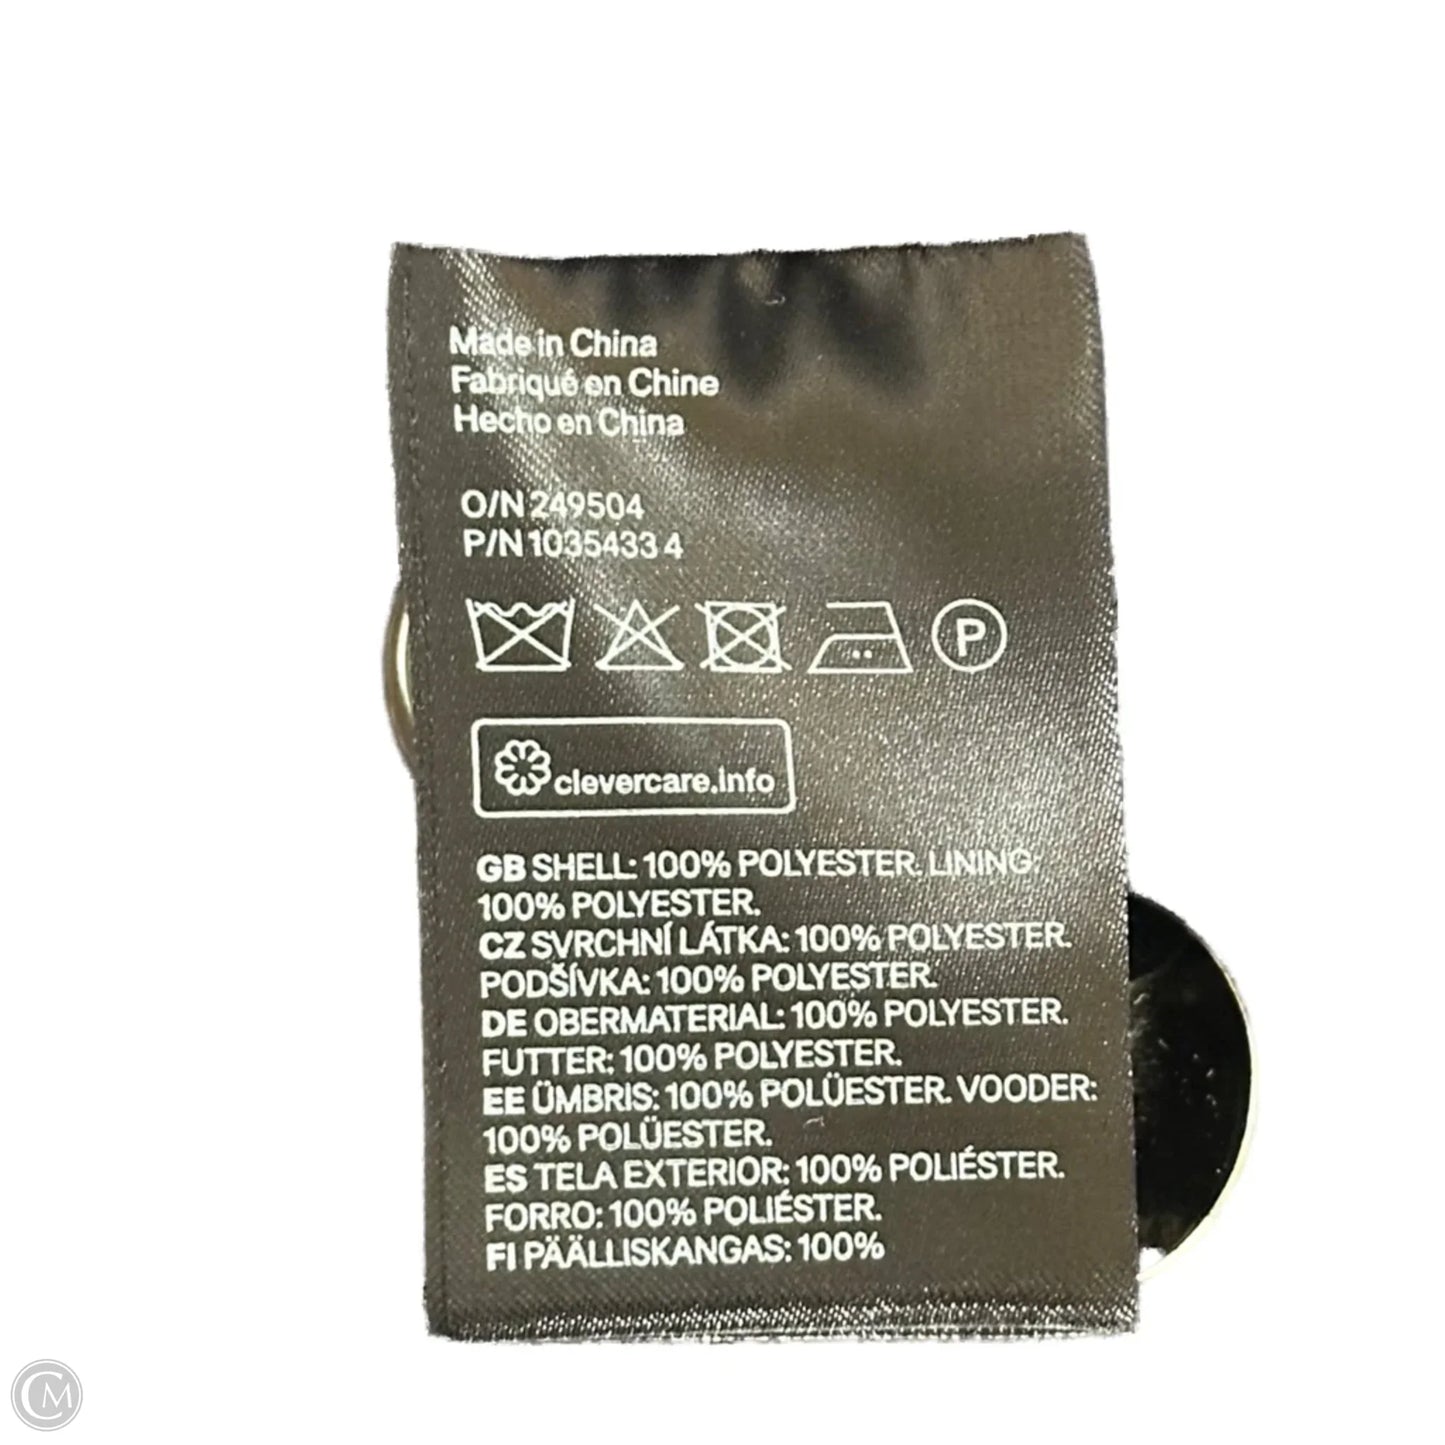 Made in China
Fabriqué en Chine
Hecho en China
O/N 249504
P/N 1035433 4
P
clevercare.info
GB SHELL: 100% POLYESTER. LINING:
100% POLYESTER.
CZ SVRCHNÍ LÁTKA: 100% POLYESTER.
PODŠÍVKA: 100% POLYESTER.
DE OBERMATERIAL: 100% POLYESTER.
FUTTER: 100% POLYESTER.
EE ÜMBRIS: 100% POLÜESTER. VOODER:
100% POLÜESTER.
ES TELA EXTERIOR: 100% POLIÉSTER.
FORRO: 100% POLIÉSTER.
FI PÄÄLLISKANGAS: 100%
CM